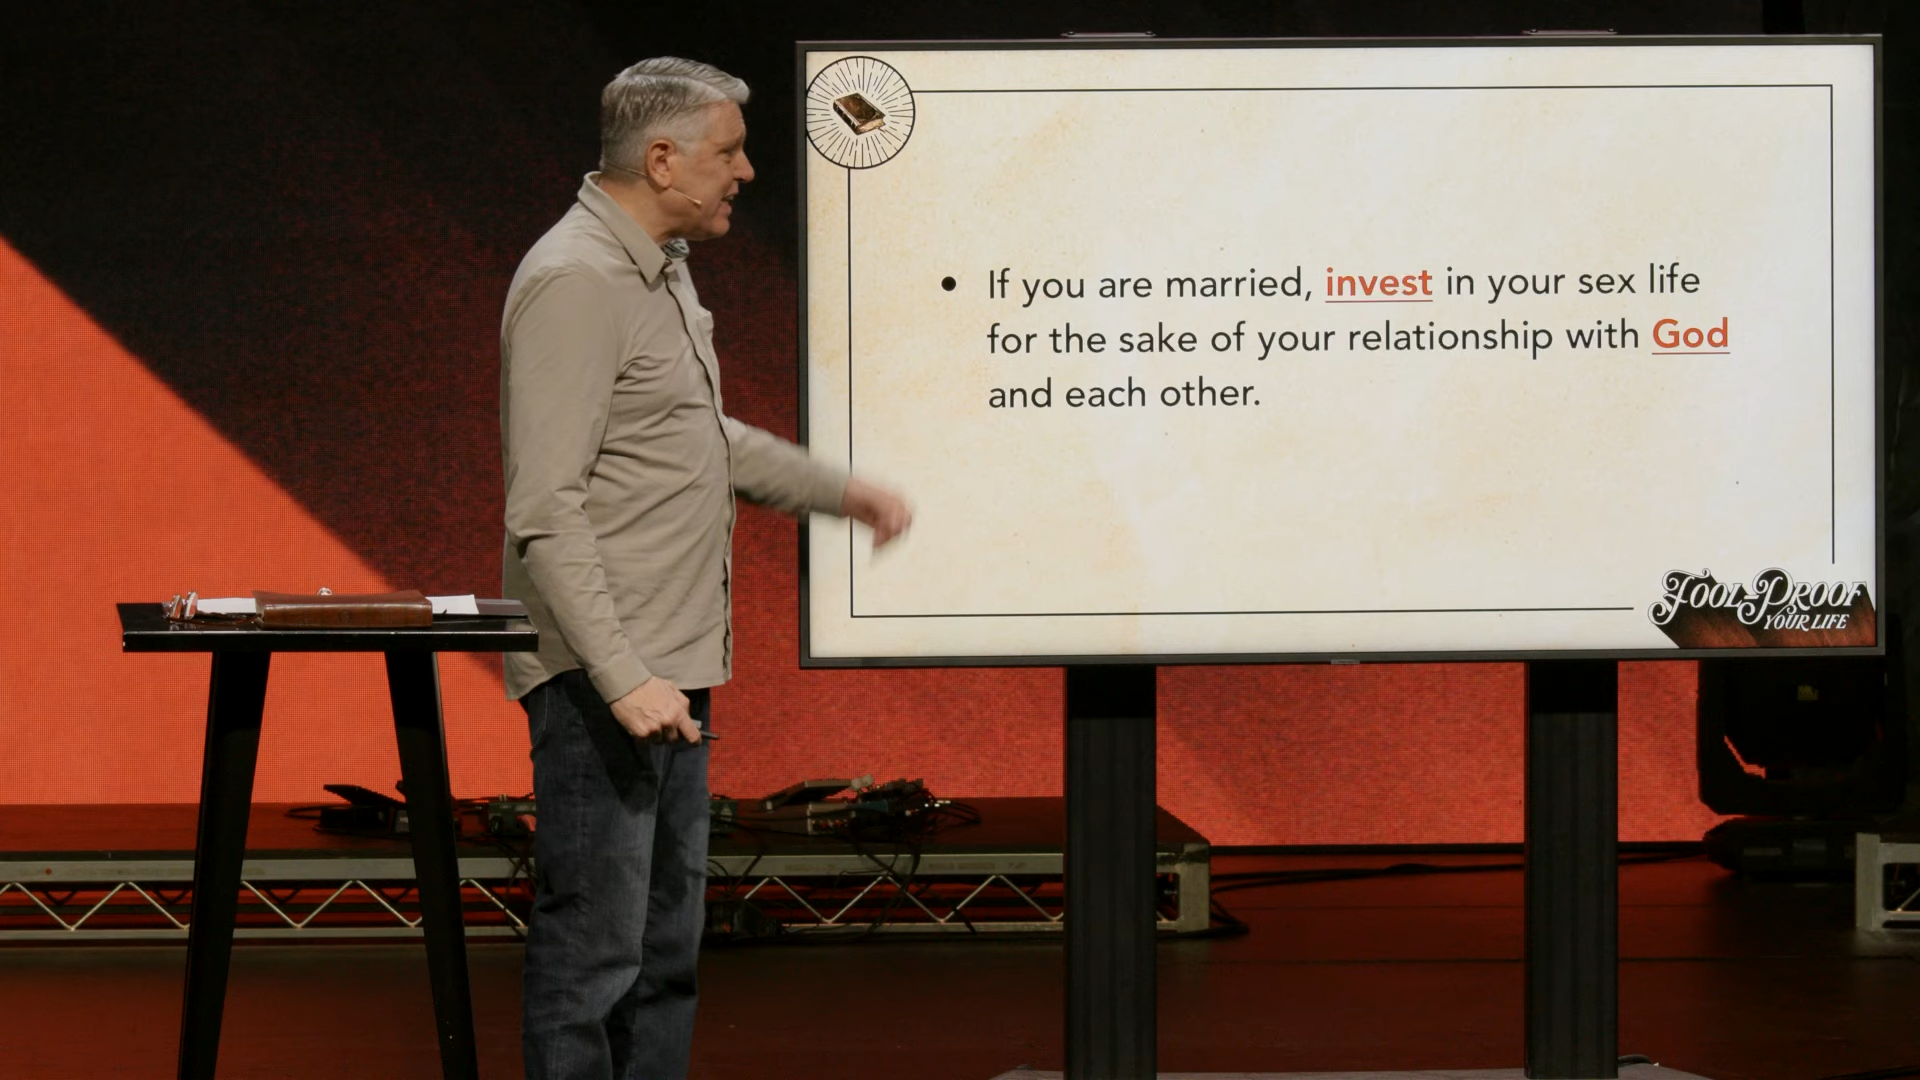 • If you are married, invest in your sex life
for the sake of your relationship with God
and each other.
FOOL-PROOF
YOUR LIFE